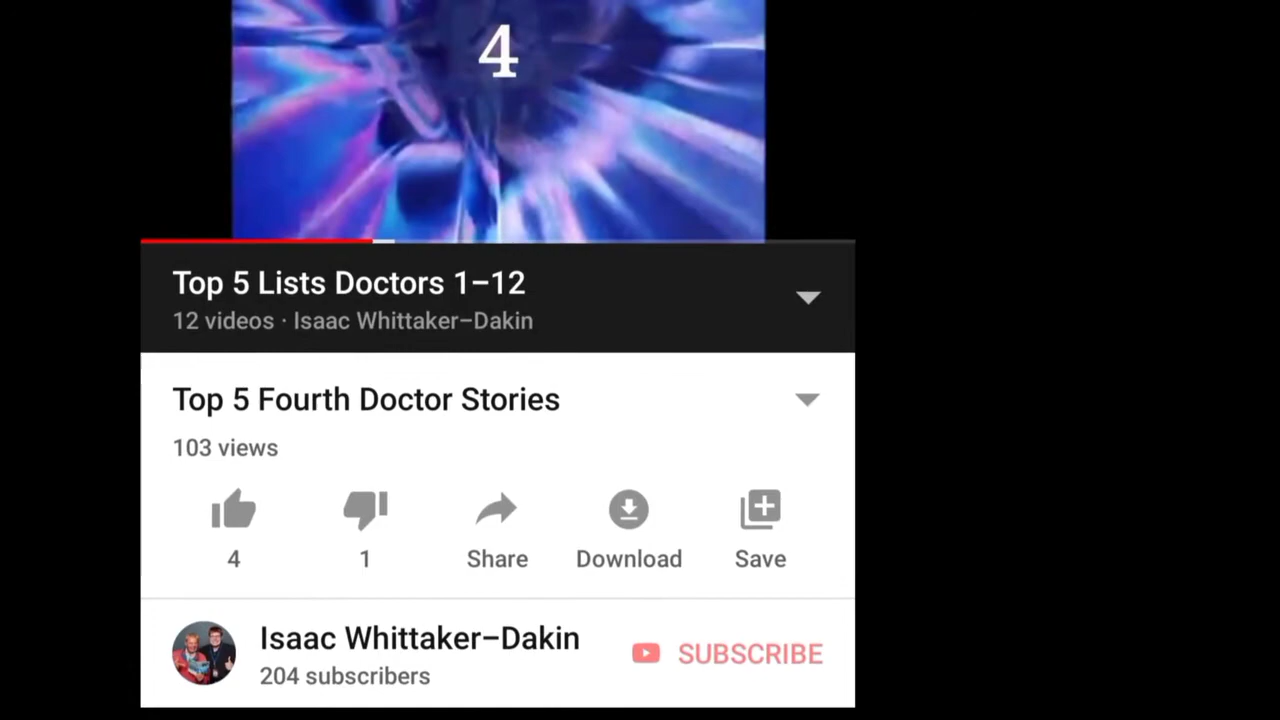 4
Top 5 Lists Doctors 1–12
12 videos · Isaac Whittaker–Dakin
Top 5 Fourth Doctor Stories
103 views
4
1
Share
Download
Save
Isaac Whittaker–Dakin
204 subscribers
SUBSCRIBE